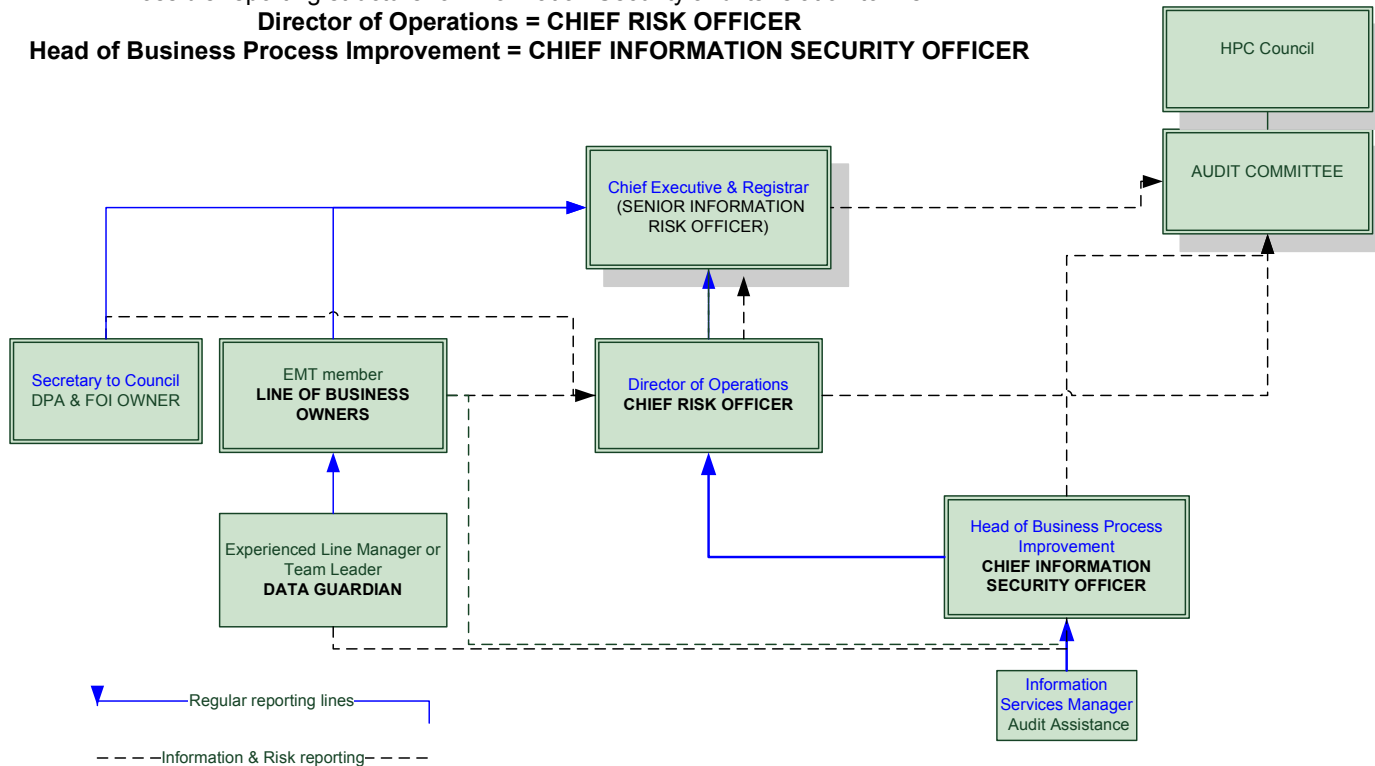 Director of Operations = CHIEF RISK OFFICER
Head of Business Process Improvement = CHIEF INFORMATION SECURITY OFFICER
HPC Council
AUDIT COMMITTEE
Chief Executive & Registrar
(SENIOR INFORMATION
RISK OFFICER)
Secretary to Council
DPA & FOI OWNER
EMT member
LINE OF BUSINESS
OWNERS
Director of Operations
CHIEF RISK OFFICER
Experienced Line Manager or
Team Leader
DATA GUARDIAN
Head of Business Process
Improvement
CHIEF INFORMATION
SECURITY OFFICER
Information
Services Manager
Audit Assistance
Regular reporting lines
Information & Risk reporting